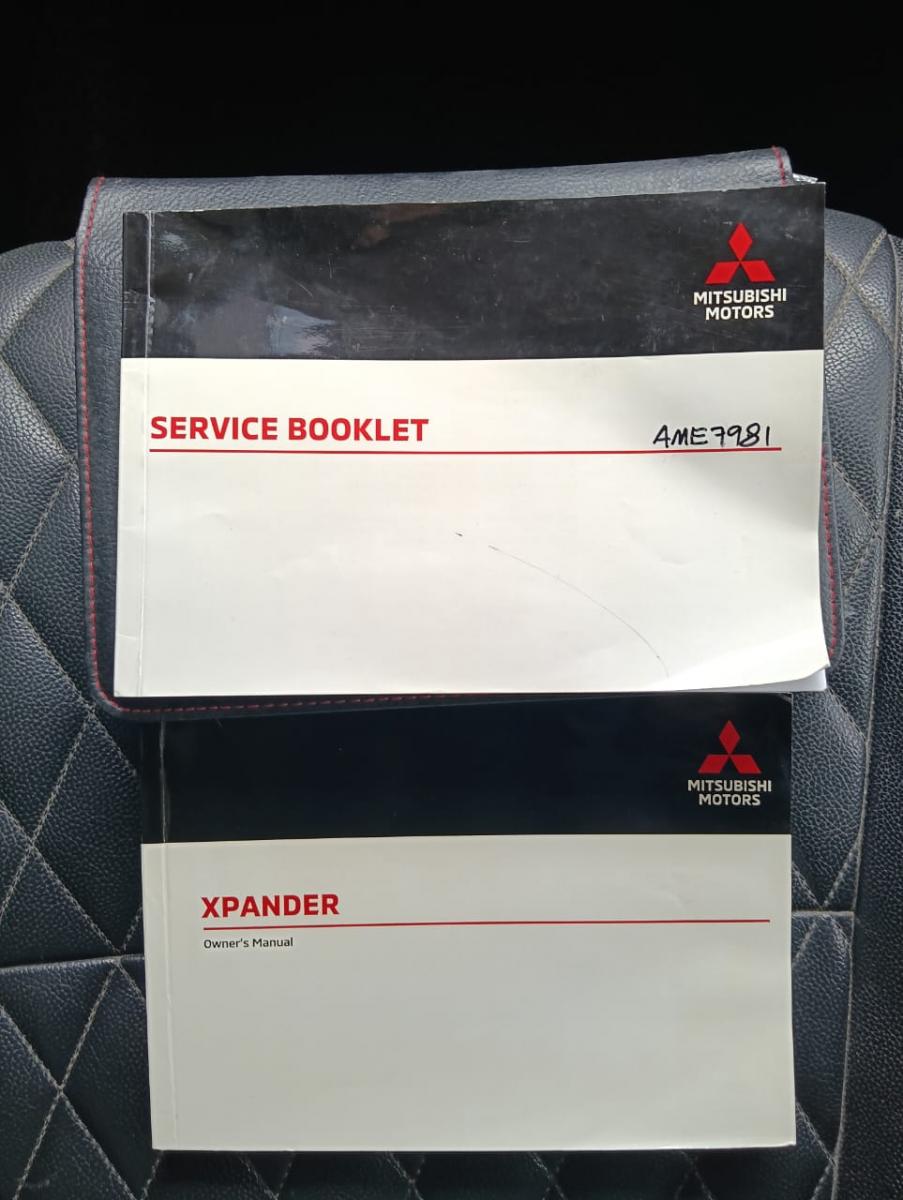 MITSUBISHI
MOTORS
SERVICE BOOKLET
AME7981
MITSUBISHI
MOTORS
XPANDER
Owner's Manual